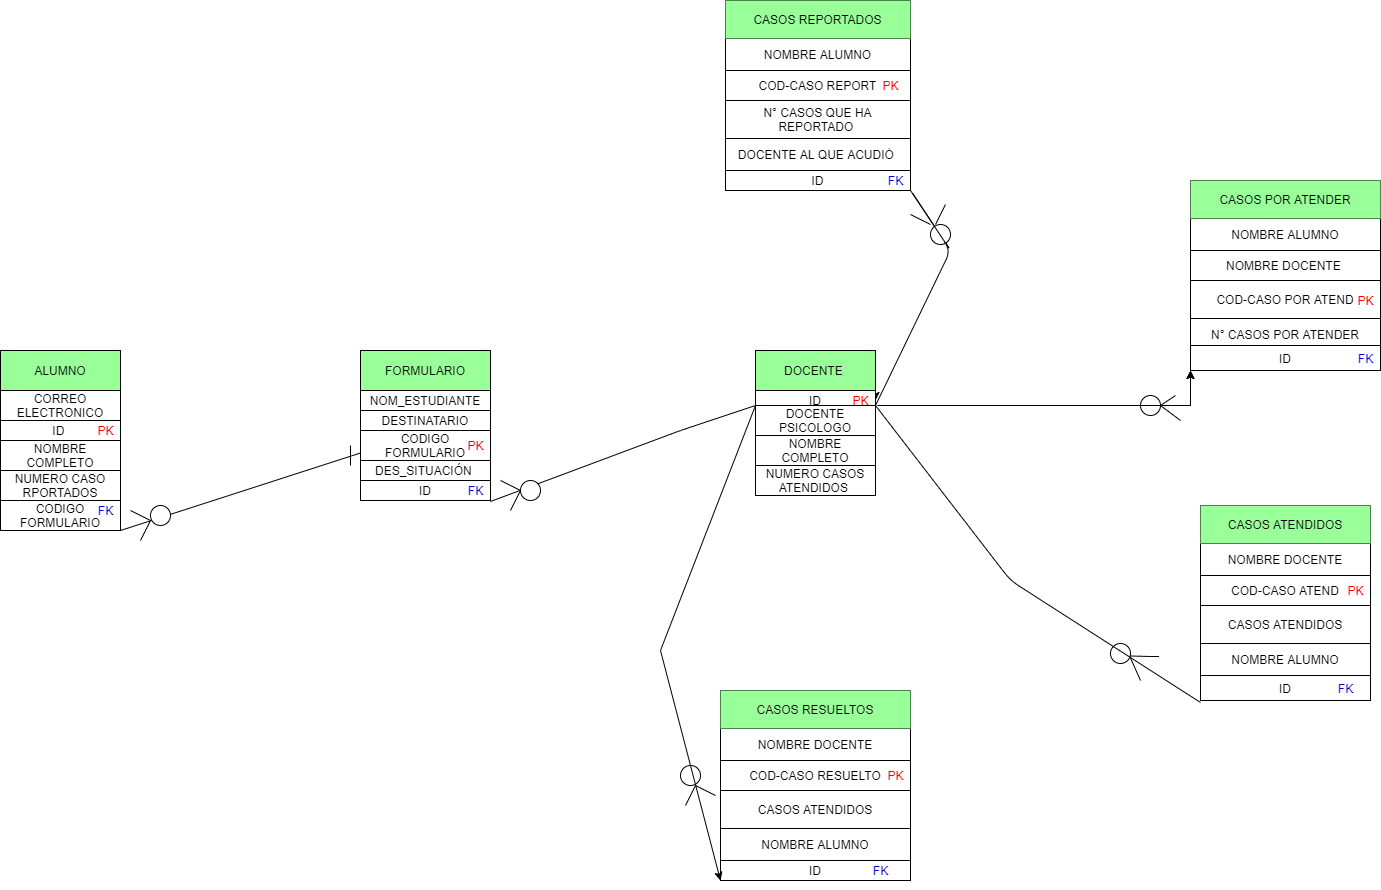 CASOS REPORTADOS
NOMBRE ALUMNO
COD-CASO REPORT PK
N° CASOS QUE HA
REPORTADO
DOCENTE AL QUE ACUDIÓ
ID FK
CASOS POR ATENDER
NOMBRE ALUMNO
NOMBRE DOCENTE
COD-CASO POR ATEND PK
N° CASOS POR ATENDER
ID FK
ALUMNO
CORREO
ELECTRONICO
ID PK
NOMBRE
COMPLETO
NUMERO CASO
RPORTADOS
CODIGO FK
FORMULARIO
FORMULARIO
NOM_ESTUDIANTE
DESTINATARIO
CODIGO
FORMULARIO PK
DES_SITUACIÓN
ID FK
DOCENTE
ID PK
DOCENTE
PSICOLOGO
NOMBRE
COMPLETO
NUMERO CASOS
ATENDIDOS
CASOS ATENDIDOS
NOMBRE DOCENTE
COD-CASO ATEND PK
CASOS ATENDIDOS
NOMBRE ALUMNO
ID FK
CASOS RESUELTOS
NOMBRE DOCENTE
COD-CASO RESUELTO PK
CASOS ATENDIDOS
NOMBRE ALUMNO
ID FK